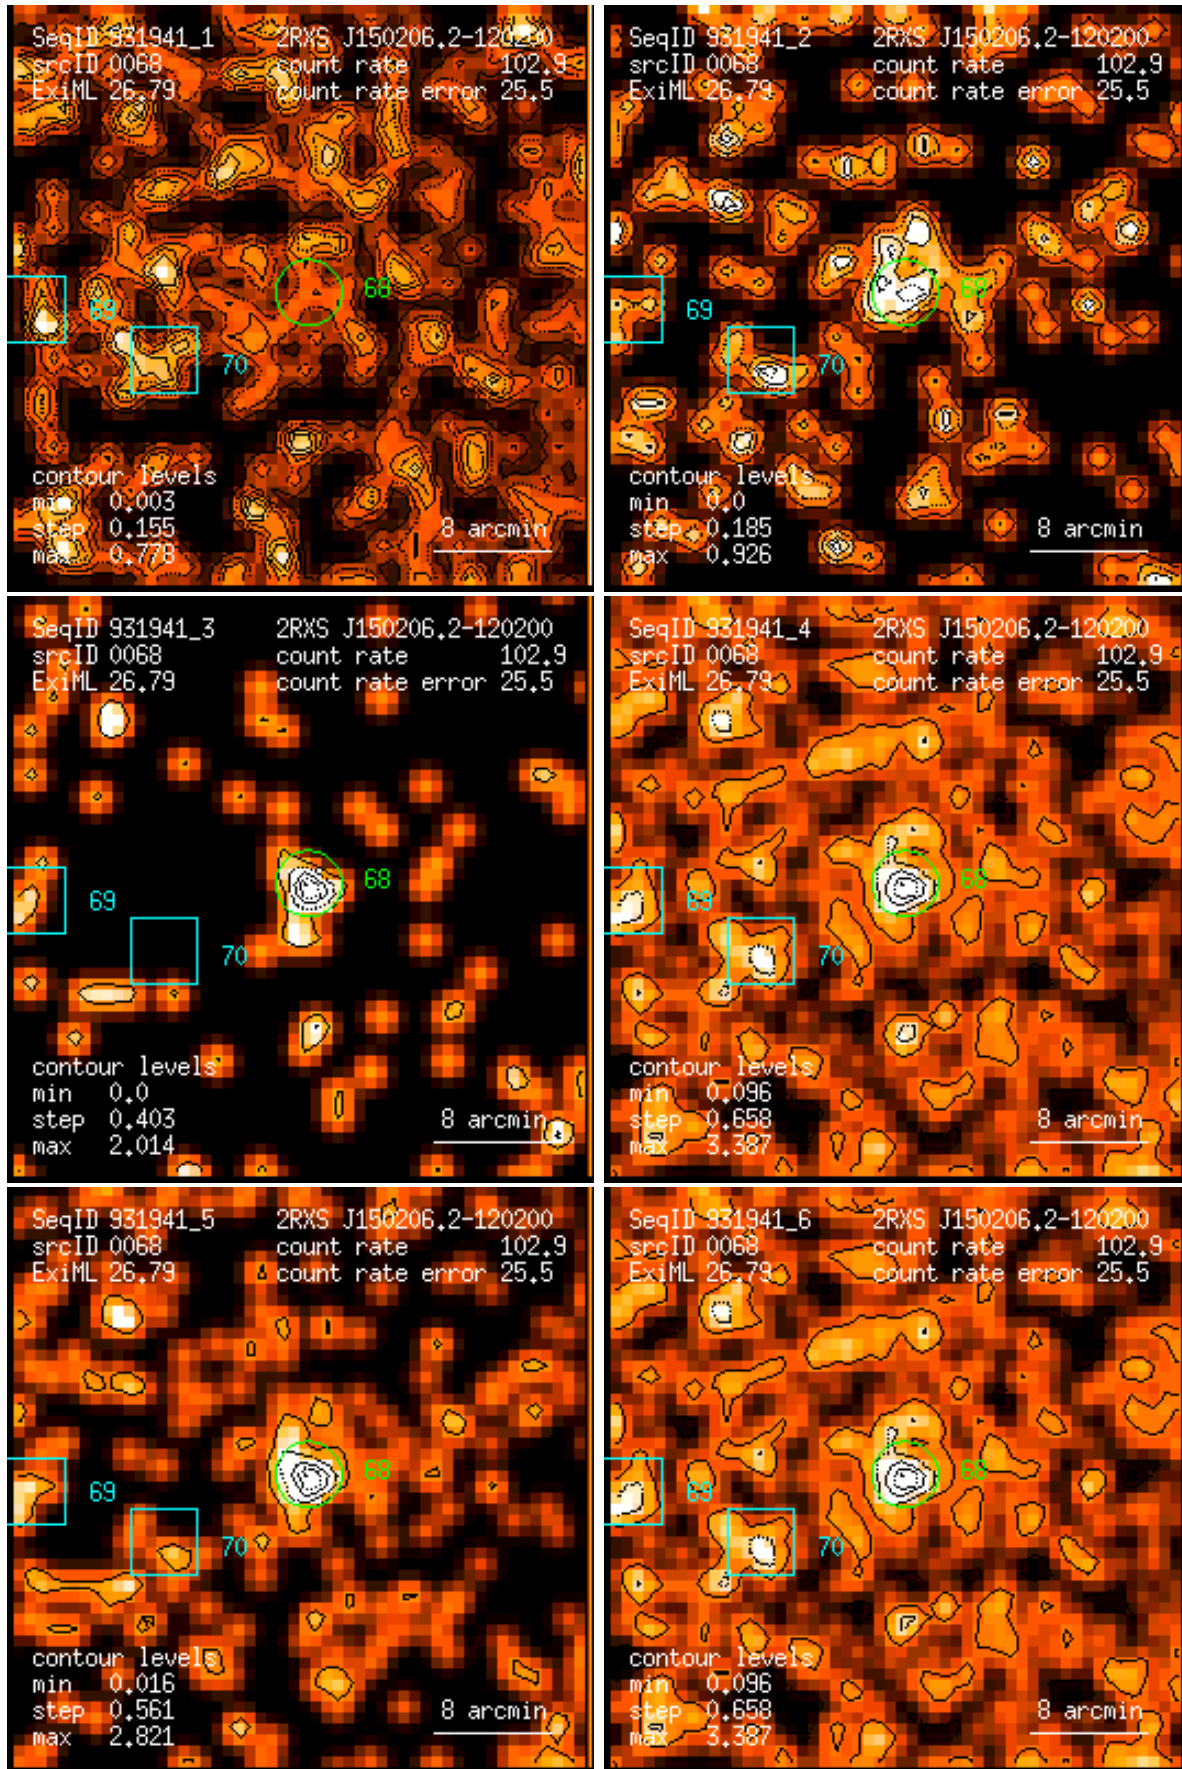 SeqID 931941_1 2RXS J150206.2-120200
srcID 0068 count rate 102.9
ExiML 26.79 count rate error 25.5
68
69
70
contour levels
min 0.003
step 0.155 8 arcmin
max 0.778
SeqID 931941_2 2RXS J150206.2-120200
srcID 0068 count rate 102.9
ExiML 26.79 count rate error 25.5
68
69
70
contour levels
min 0.0
step 0.185 8 arcmin
max 0.926
SeqID 931941_3 2RXS J150206.2-120200
srcID 0068 count rate 102.9
ExiML 26.79 count rate error 25.5
68
69
70
contour levels
min 0.0
step 0.403 8 arcmin
max 2.014
SeqID 931941_4 2RXS J150206.2-120200
srcID 0068 count rate 102.9
ExiML 26.79 count rate error 25.5
68
69
70
contour levels
min 0.096
step 0.658 8 arcmin
max 3.387
SeqID 931941_5 2RXS J150206.2-120200
srcID 0068 count rate 102.9
ExiML 26.79 count rate error 25.5
68
69
70
contour levels
min 0.016
step 0.561 8 arcmin
max 2.821
SeqID 931941_6 2RXS J150206.2-120200
srcID 0068 count rate 102.9
ExiML 26.79 count rate error 25.5
68
69
70
contour levels
min 0.096
step 0.658 8 arcmin
max 3.387